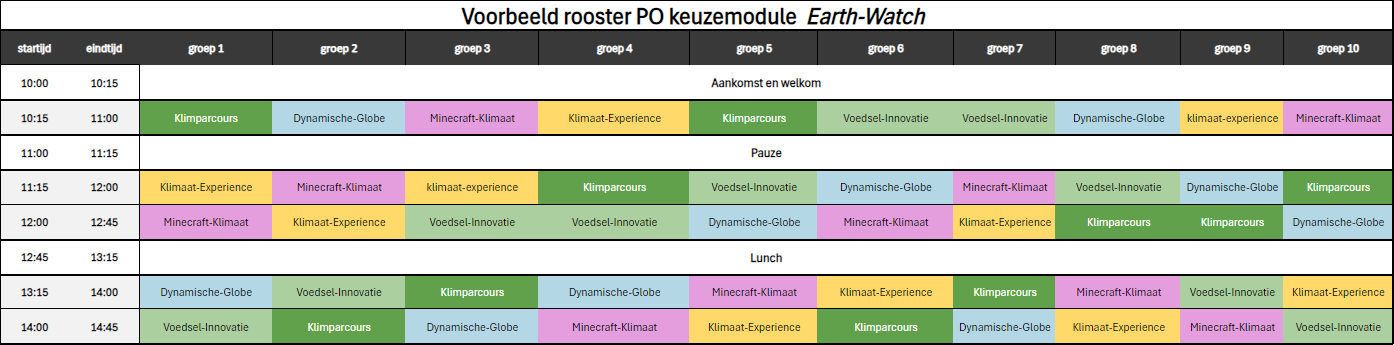 Voorbeeld rooster PO keuzemodule Earth-Watch
startijd eindtijd groep 1 groep 2 groep 3 groep 4 groep 5 groep 6 groep 7 groep 8 groep 9 groep 10
10:00 10:15 Aankomst en welkom
10:15 11:00 Klimparcours Dynamische-Globe Minecraft-Klimaat Klimaat-Experience Klimparcours Voedsel-Innovatie Voedsel-Innovatie Dynamische-Globe klimaat-experience Minecraft-Klimaat
11:00 11:15 Pauze
11:15 12:00 Klimaat-Experience Minecraft-Klimaat klimaat-experience Klimparcours Voedsel-Innovatie Dynamische-Globe Minecraft-Klimaat Voedsel-Innovatie Dynamische-Globe Klimparcours
12:00 12:45 Minecraft-Klimaat Klimaat-Experience Voedsel-Innovatie Voedsel-Innovatie Dynamische-Globe Minecraft-Klimaat Klimaat-Experience Klimparcours Klimparcours Dynamische-Globe
12:45 13:15 Lunch
13:15 14:00 Dynamische-Globe Voedsel-Innovatie Klimparcours Dynamische-Globe Minecraft-Klimaat Klimaat-Experience Klimparcours Minecraft-Klimaat Voedsel-Innovatie Klimaat-Experience
14:00 14:45 Voedsel-Innovatie Klimparcours Dynamische-Globe Minecraft-Klimaat Klimaat-Experience Klimparcours Dynamische-Globe Klimaat-Experience Minecraft-Klimaat Voedsel-Innovatie